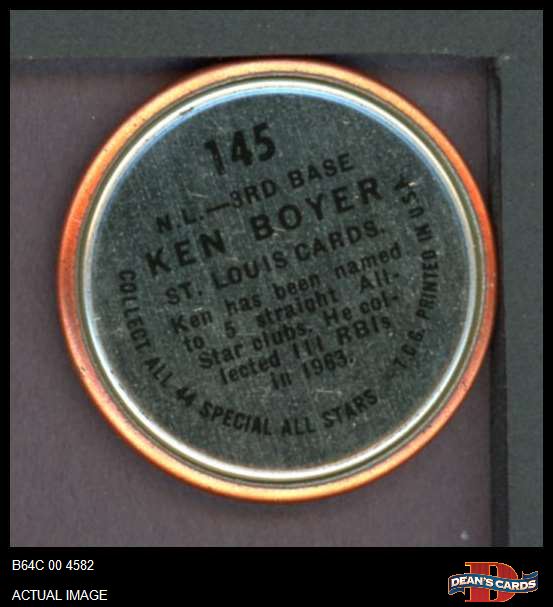 145
N.L.—3RD BASE
KEN BOYER
ST. LOUIS CARDS.
Ken has been named
to 5 straight All-
Star clubs. He col-
lected 111 RBIs
in 1963.
COLLECT ALL 44 SPECIAL ALL STARS
T.C.G. PRINTED IN USA
B64C 00 4582
ACTUAL IMAGE
D
DEAN'S CARDS